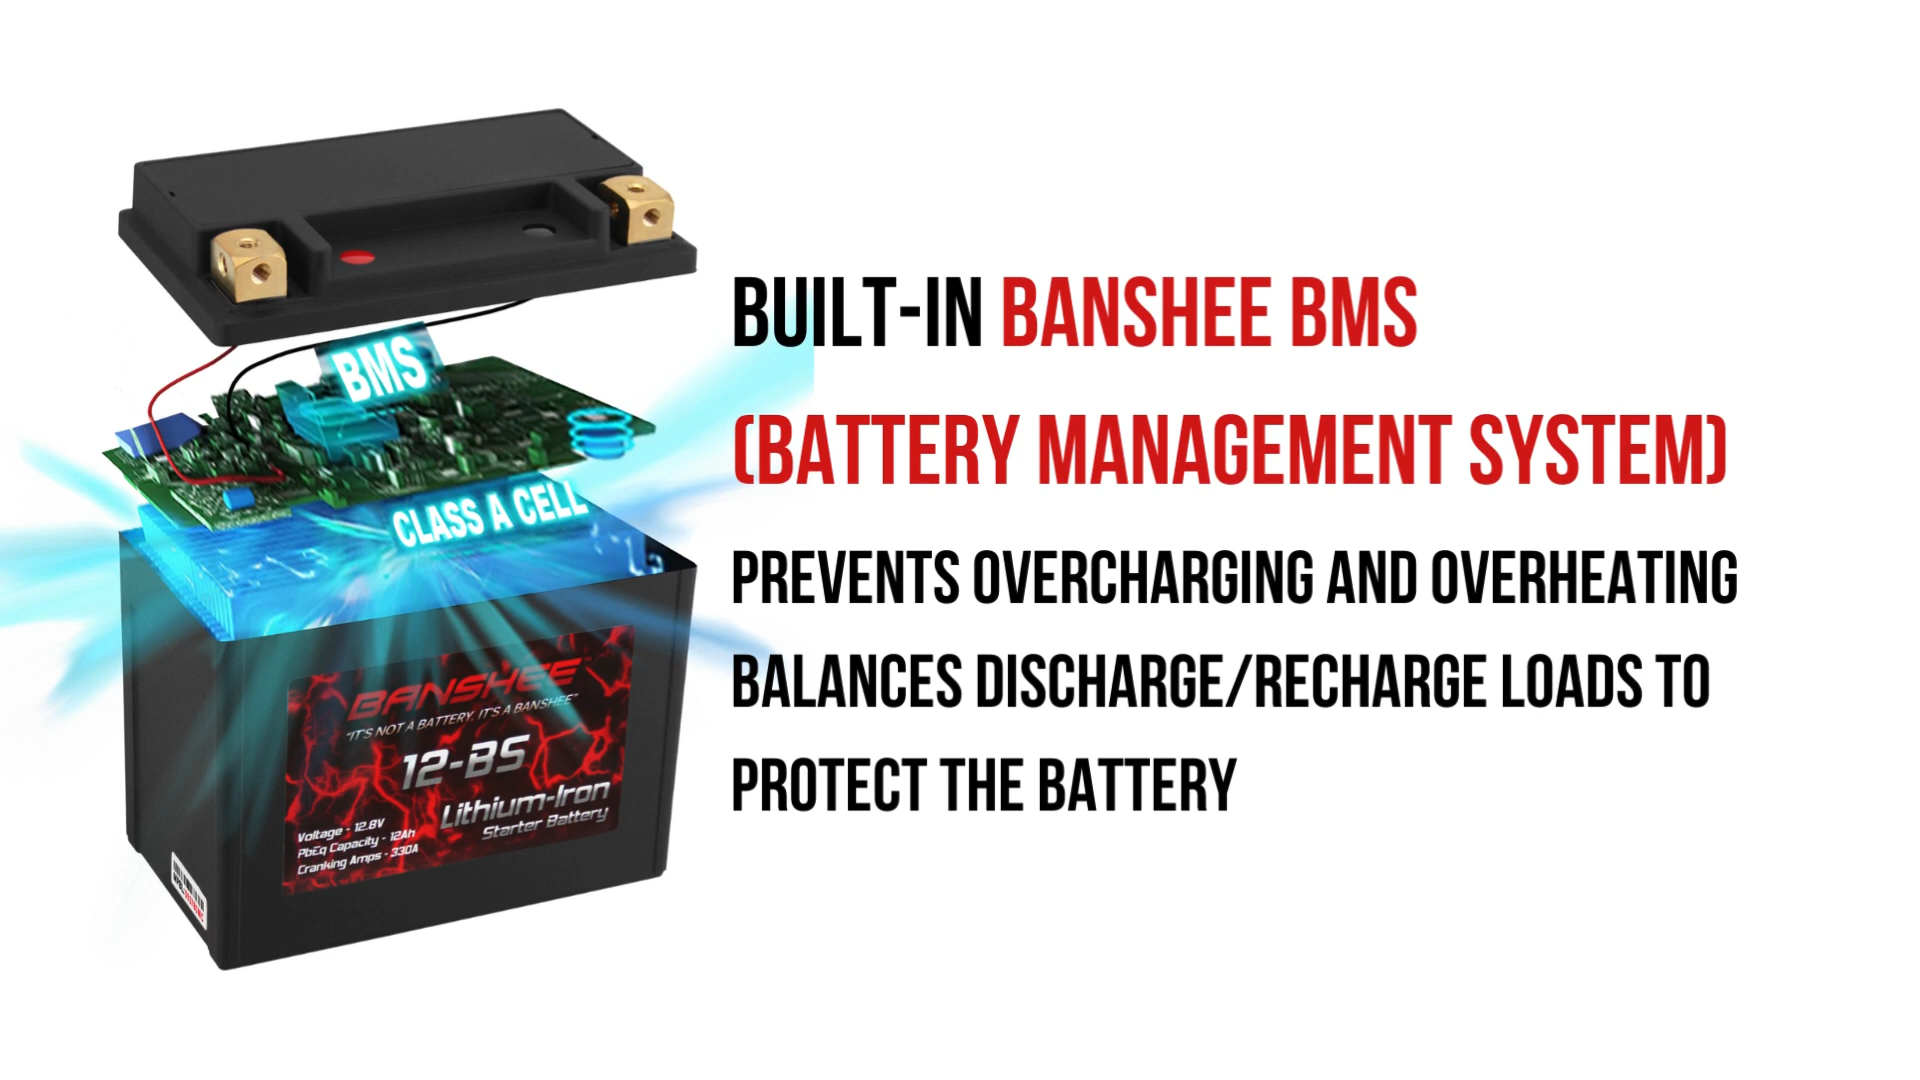 BUILT-IN BANSHEE BMS
(BATTERY MANAGEMENT SYSTEM)
PREVENTS OVERCHARGING AND OVERHEATING
BALANCES DISCHARGE/RECHARGE LOADS TO
PROTECT THE BATTERY
BMS
CLASS A CELL
BANSHEE
"IT'S NOT A BATTERY, IT'S A BANSHEE"
12-BS
Lithium-Iron
Starter Battery
Voltage - 12.8V
PbEq Capacity - 12Ah
Cranking Amps - 330A